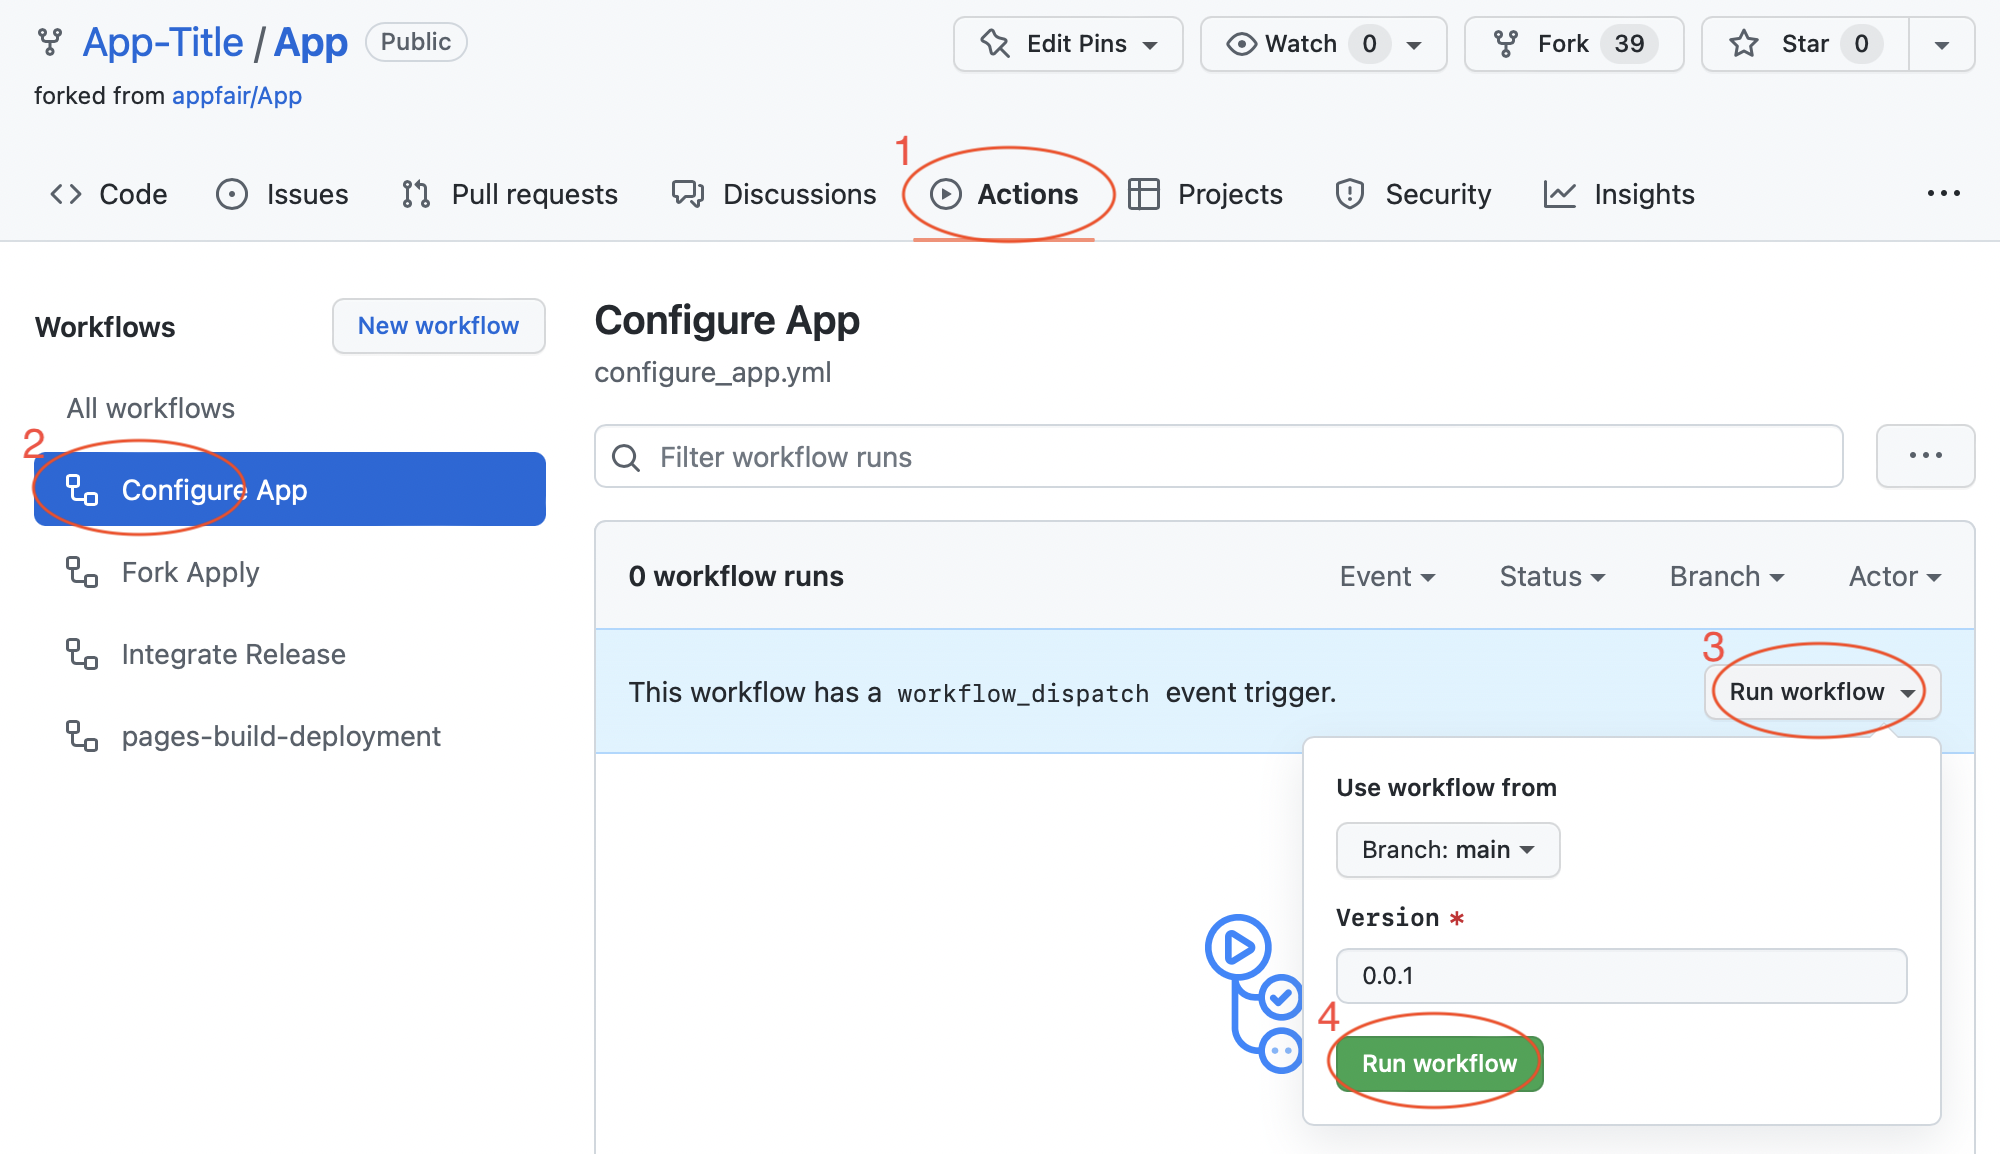 App-Title / App Public
Edit Pins
Watch 0
Fork 39
Star 0
forked from appfair/App
1
Code
Issues
Pull requests
Discussions
Actions
Projects
Security
Insights
Workflows
New workflow
All workflows
2
Configure App
Fork Apply
Integrate Release
pages-build-deployment
Configure App
configure_app.yml
Filter workflow runs
0 workflow runs
Event
Status
Branch
Actor
3
This workflow has a workflow_dispatch event trigger.
Run workflow
Use workflow from
Branch: main
Version *
0.0.1
4
Run workflow